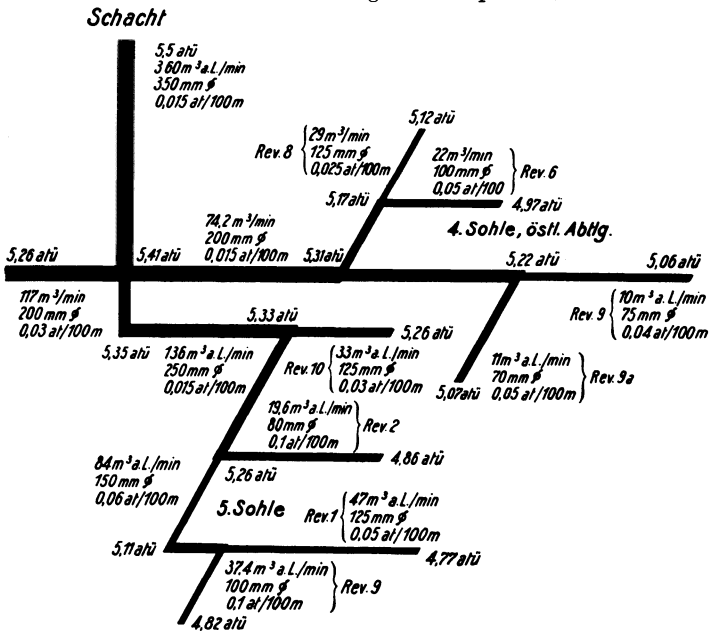 Schacht
5,5 atü
360 m³ a.L./min
350 mm ⌀
0,015 at/100m
5,12 atü
Rev. 8
29 m³/min
125 mm ⌀
0,025 at/100m
22 m³/min
100 mm ⌀
0,05 at/100
Rev. 6
5,17 atü
4,97 atü
74,2 m³/min
200 mm ⌀
0,015 at/100m
4. Sohle, östl. Abtlg.
5,26 atü
5,41 atü
5,31 atü
5,22 atü
5,06 atü
117 m³/min
200 mm ⌀
0,03 at/100m
5,33 atü
5,26 atü
Rev. 9
10 m³ a.L./min
75 mm ⌀
0,04 at/100m
5,35 atü
136 m³ a.L./min
250 mm ⌀
0,015 at/100m
Rev. 10
33 m³ a.L./min
125 mm ⌀
0,03 at/100m
5,07 atü
11 m³ a.L./min
70 mm ⌀
0,05 at/100m
Rev. 9a
19,6 m³ a.L./min
80 mm ⌀
0,1 at/100m
Rev. 2
84 m³ a.L./min
150 mm ⌀
0,06 at/100m
5,26 atü
4,86 atü
5. Sohle
Rev. 1
47 m³ a.L./min
125 mm ⌀
0,05 at/100m
5,11 atü
4,77 atü
37,4 m³ a.L./min
100 mm ⌀
0,1 at/100m
Rev. 9
4,82 atü